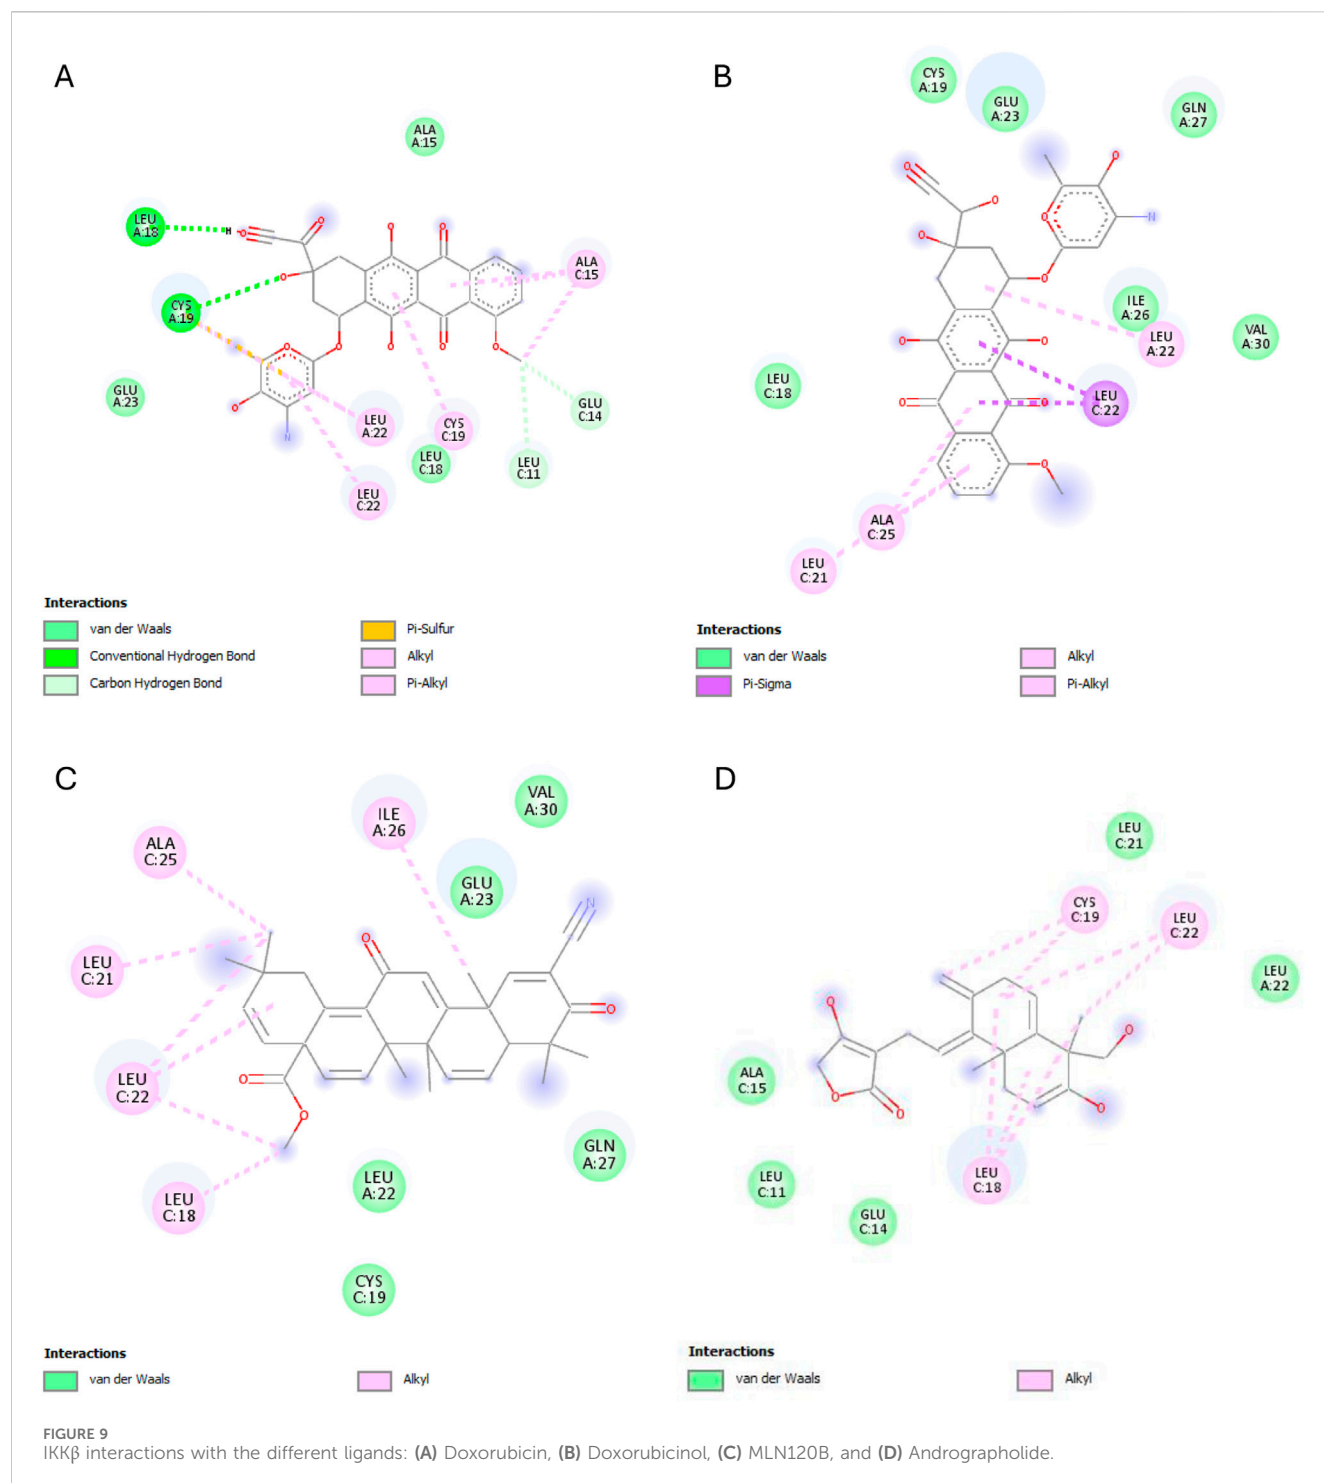 A
ALA
A:15
LEU
A:18
H
O
O
O
O
O
ALA
C:15
CYS
A:19
O
O
O
O
O
O
GLU
A:23
O
N
LEU
A:22
CYS
C:19
LEU
C:18
GLU
C:14
LEU
C:11
LEU
C:22
Interactions
van der Waals
Conventional Hydrogen Bond
Carbon Hydrogen Bond
Pi-Sulfur
Alkyl
Pi-Alkyl
B
CYS
A:19
GLU
A:23
GLN
A:27
O
O
O
O
N
O
O
O
ILE
A:26
LEU
A:22
VAL
A:30
O
O
LEU
C:18
LEU
C:22
O
O
O
ALA
C:25
LEU
C:21
Interactions
van der Waals
Pi-Sigma
Alkyl
Pi-Alkyl
C
VAL
A:30
ILE
A:26
ALA
C:25
GLU
A:23
N
O
LEU
C:21
O
LEU
C:22
O
O
GLN
A:27
LEU
A:22
LEU
C:18
CYS
C:19
Interactions
van der Waals
Alkyl
D
LEU
C:21
CYS
C:19
LEU
C:22
LEU
A:22
O
O
ALA
C:15
O
O
O
LEU
C:18
LEU
C:11
GLU
C:14
Interactions
van der Waals
Alkyl
FIGURE 9
IKKβ interactions with the different ligands: (A) Doxorubicin, (B) Doxorubicinol, (C) MLN120B, and (D) Andrographolide.